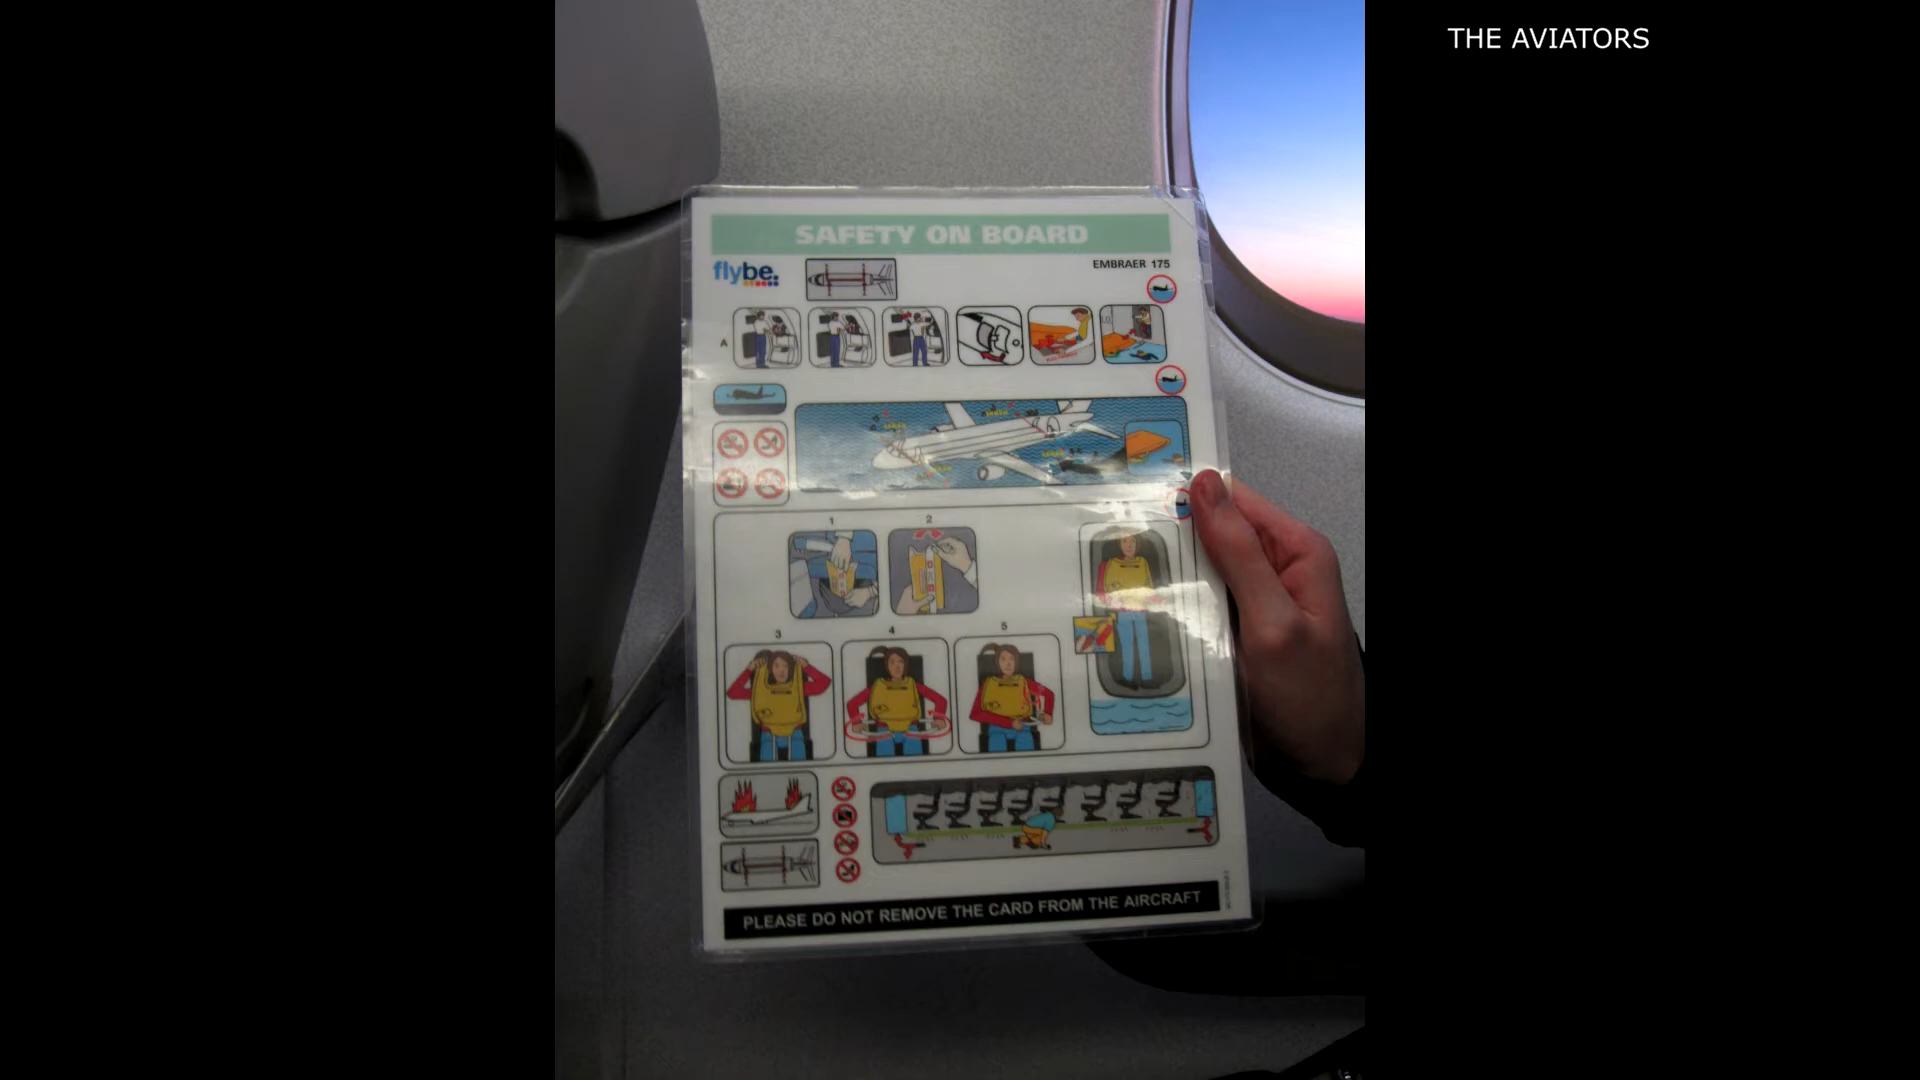 THE AVIATORS
SAFETY ON BOARD
flybe.
EMBRAER 175
A
1
2
3
4
5
PLEASE DO NOT REMOVE THE CARD FROM THE AIRCRAFT